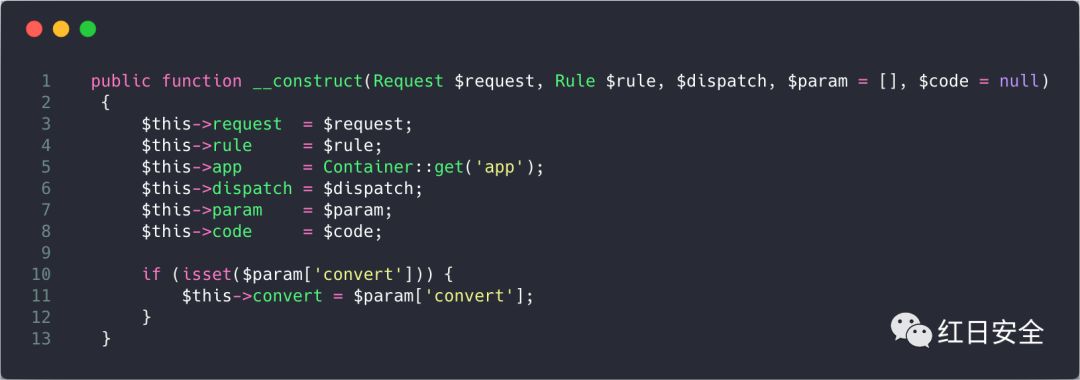 1 public function __construct(Request $request, Rule $rule, $dispatch, $param = [], $code = null)
2 {
3 $this->request = $request;
4 $this->rule = $rule;
5 $this->app = Container::get('app');
6 $this->dispatch = $dispatch;
7 $this->param = $param;
8 $this->code = $code;
9
10 if (isset($param['convert'])) {
11 $this->convert = $param['convert'];
12 }
13 }
红日安全